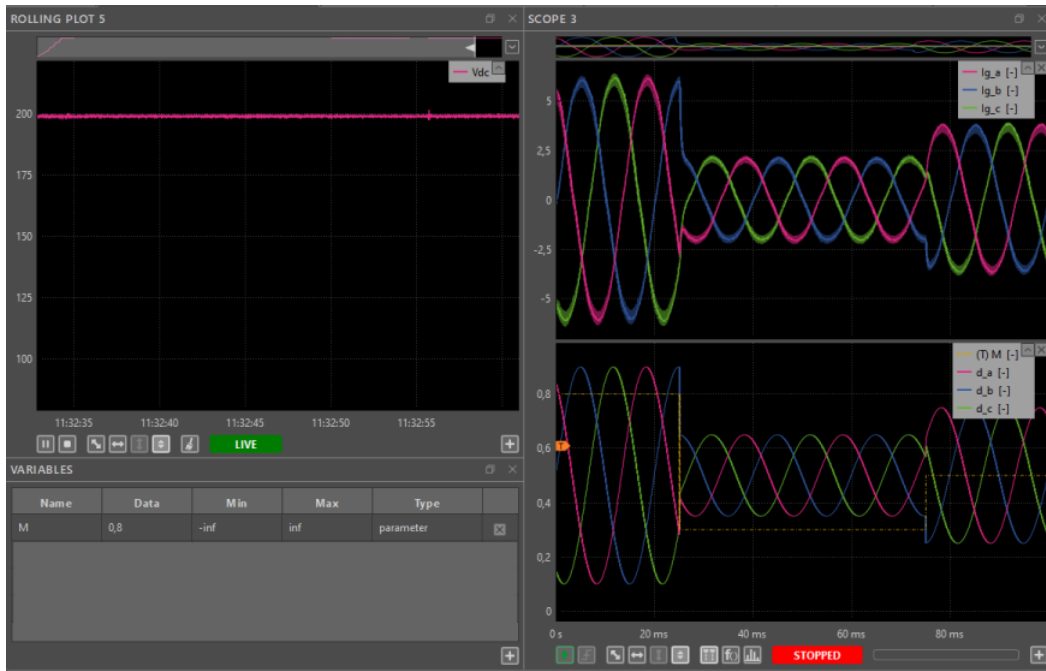 ROLLING PLOT 5
Vdc
200
175
150
125
100
11:32:35 11:32:40 11:32:45 11:32:50 11:32:55
LIVE
VARIABLES
Name Data Min Max Type
M 0,8 -inf inf parameter
SCOPE 3
Ig_a [-]
Ig_b [-]
Ig_c [-]
5
2,5
0
-2,5
-5
(T) M [-]
d_a [-]
d_b [-]
d_c [-]
0,8
T
0,6
0,4
0,2
0
0 s 20 ms 40 ms 60 ms 80 ms
f()
STOPPED